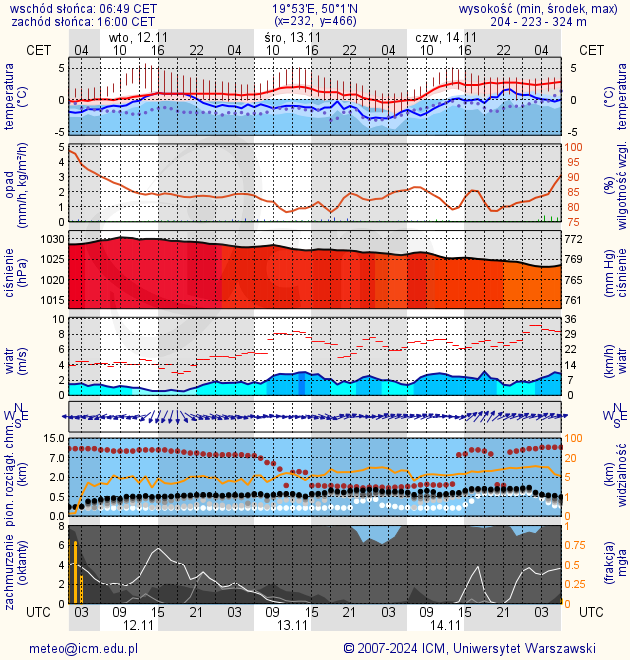 wschód słońca: 06:49 CET 19°53'E, 50°1'N wysokość (min, środek, max)
zachód słońca: 16:00 CET (x=232, y=466) 204 - 223 - 324 m
wto, 12.11 śro, 13.11 czw, 14.11
CET 04 10 16 22 04 10 16 22 04 10 16 22 04 CET
temperatura (°C) 5 0 -5 5 0 -5 (°C) temperatura
opad (mm/h, kg/m²/h) 5 4 3 2 1 0 100 95 90 85 80 75 (%) wilgotność wzgl.
ciśnienie (hPa) 1030 1025 1020 1015 772 769 765 761 (mm Hg) ciśnienie
wiatr (m/s) 10 8 6 4 2 0 36 29 22 14 7 0 (km/h) wiatr
N W E S N W E S
pion. rozciągł. chm. (km) 15.0 7.0 2.0 0.5 0.0 100 20 5 1 0 (km) widzialność
zachmurzenie (oktanty) 8 6 4 2 0 1 0.75 0.5 0.25 0 (frakcja) mgła
UTC 03 09 15 21 03 09 15 21 03 09 15 21 03 UTC
12.11 13.11 14.11
meteo@icm.edu.pl © 2007-2024 ICM, Uniwersytet Warszawski